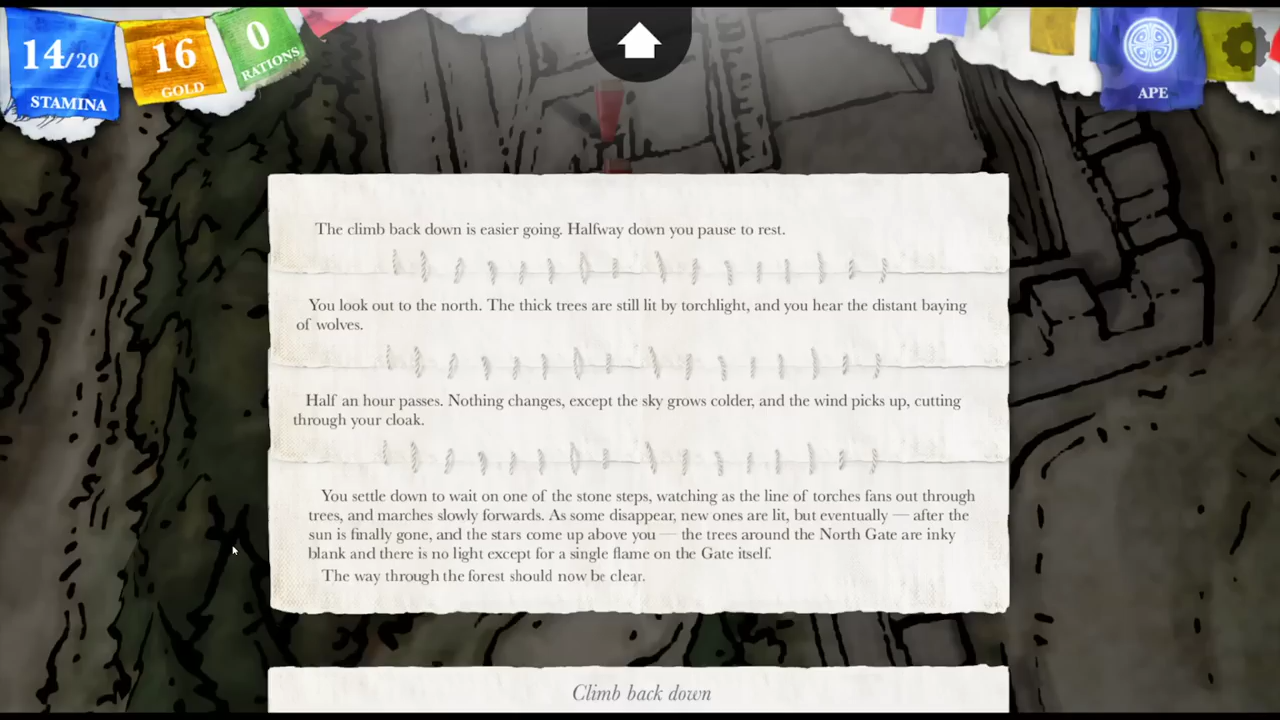 14/20
STAMINA
16
GOLD
0
RATIONS
APE
The climb back down is easier going. Halfway down you pause to rest.
You look out to the north. The thick trees are still lit by torchlight, and you hear the distant baying
of wolves.
Half an hour passes. Nothing changes, except the sky grows colder, and the wind picks up, cutting
through your cloak.
You settle down to wait on one of the stone steps, watching as the line of torches fans out through
trees, and marches slowly forwards. As some disappear, new ones are lit, but eventually — after the
sun is finally gone, and the stars come up above you — the trees around the North Gate are inky
blank and there is no light except for a single flame on the Gate itself.
The way through the forest should now be clear.
Climb back down